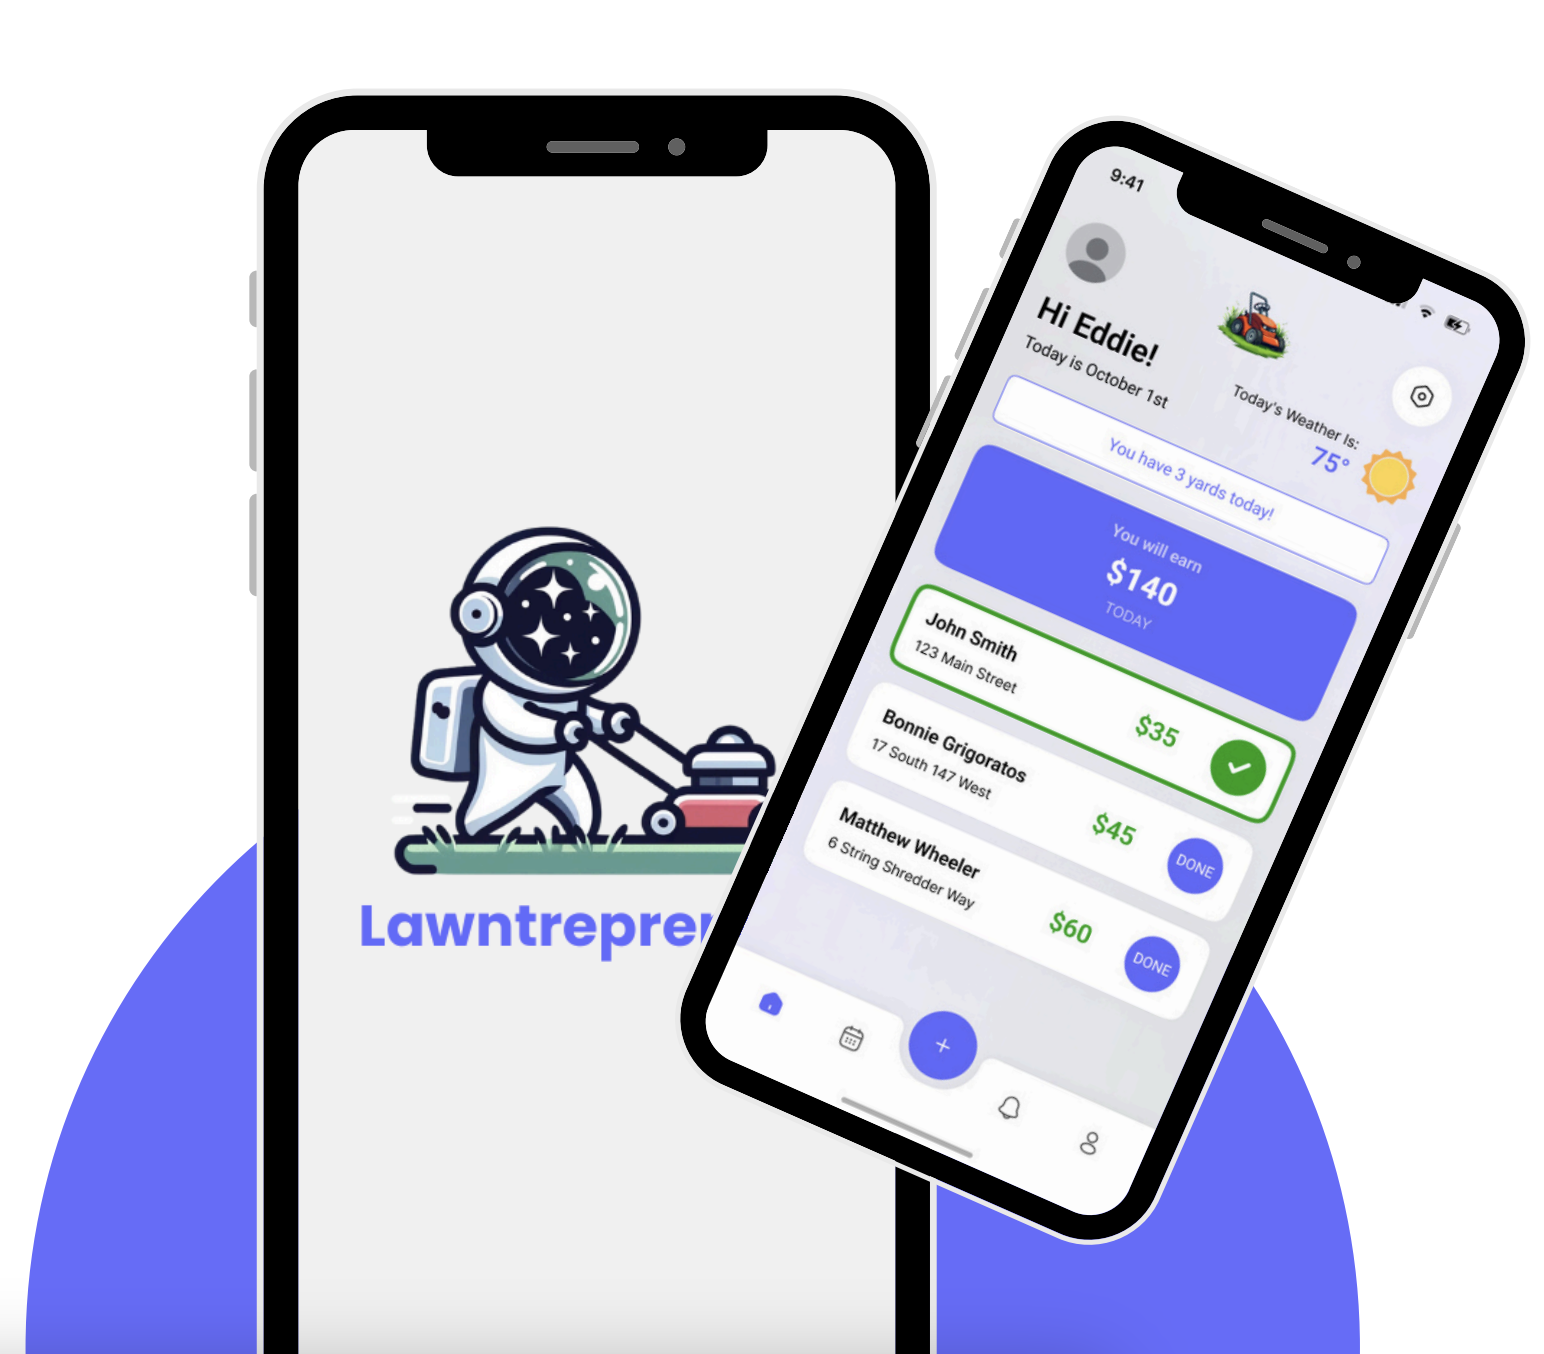 Lawntreprer
9:41
Hi Eddie!
Today is October 1st
Today's Weather Is:
75°
You have 3 yards today!
You will earn
$140
TODAY
John Smith
123 Main Street
$35
Bonnie Grigoratos
17 South 147 West
$45
DONE
Matthew Wheeler
6 String Shredder Way
$60
DONE